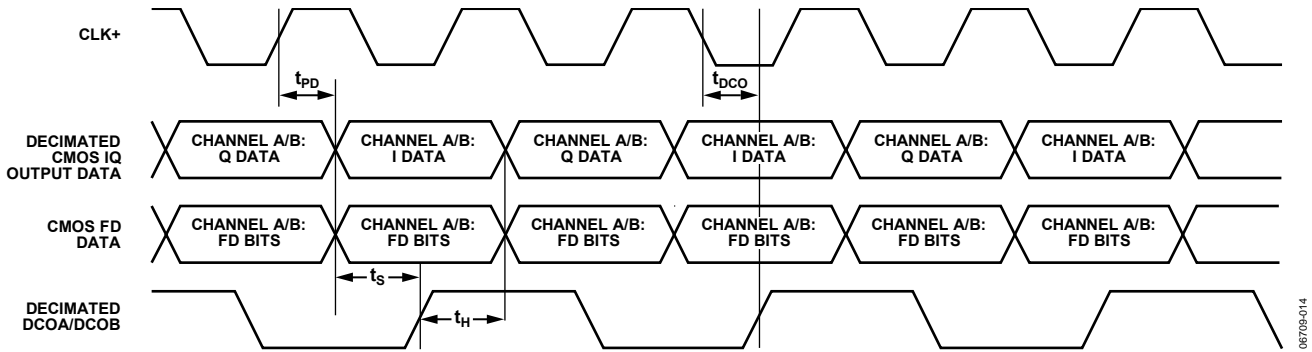 CLK+
tPD
tDCO
DECIMATED
CMOS IQ
OUTPUT DATA
CHANNEL A/B:
Q DATA
CHANNEL A/B:
I DATA
CHANNEL A/B:
Q DATA
CHANNEL A/B:
I DATA
CHANNEL A/B:
Q DATA
CHANNEL A/B:
I DATA
CMOS FD
DATA
CHANNEL A/B:
FD BITS
CHANNEL A/B:
FD BITS
CHANNEL A/B:
FD BITS
CHANNEL A/B:
FD BITS
CHANNEL A/B:
FD BITS
CHANNEL A/B:
FD BITS
tS
DECIMATED
DCOA/DCOB
tH
06709-014